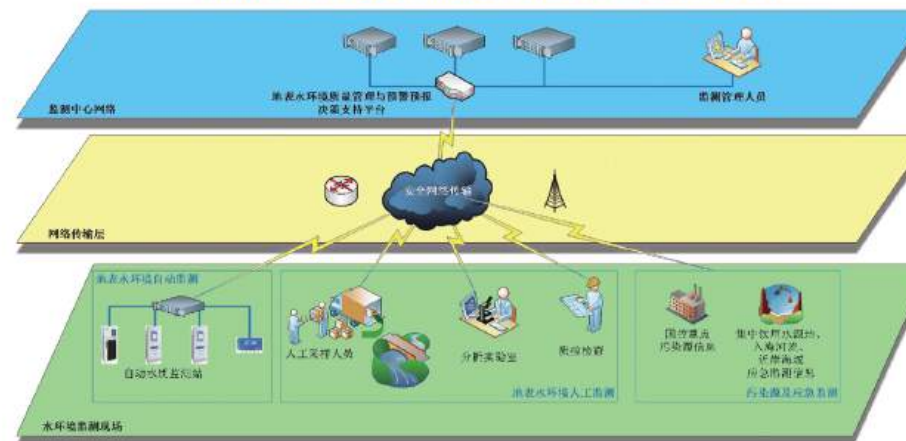 地表水环境质量管理与预警预报
决策支持平台
监测管理人员
监测中心网络
安全网络传输
网络传输层
地表水环境自动监测
人工采样人员
分析实验室
质控检查
国控重点
污染源信息
集中饮用水源地、
入海河流、
近岸海域
应急监测信息
自动水质监测站
地表水环境人工监测
污染源及应急监测
水环境监测现场